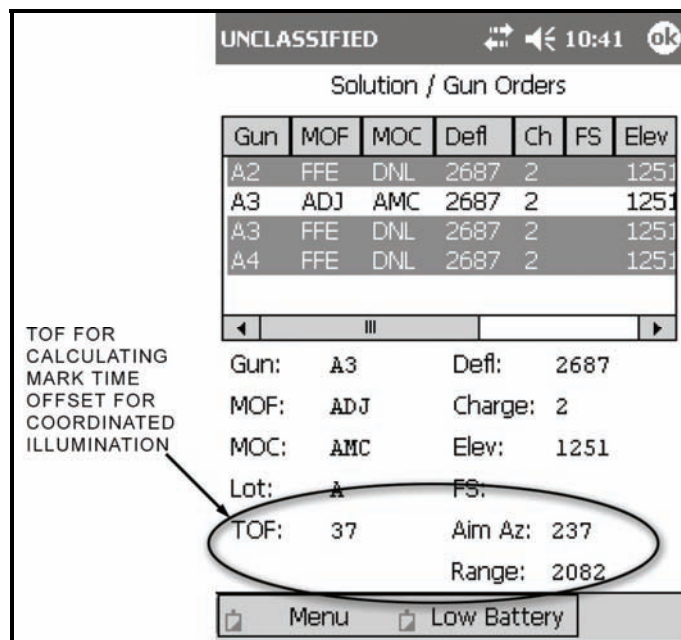 UNCLASSIFIED 10:41 ok
Solution / Gun Orders
Gun MOF MOC Defl Ch FS Elev
A2 FFE DNL 2687 2 1251
A3 ADJ AMC 2687 2 1251
A3 FFE DNL 2687 2 1251
A4 FFE DNL 2687 2 1251
TOF FOR
CALCULATING
MARK TIME
OFFSET FOR
COORDINATED
ILLUMINATION
Gun: A3 Defl: 2687
MOF: ADJ Charge: 2
MOC: AMC Elev: 1251
Lot: A FS:
TOF: 37 Aim Az: 237
Range: 2082
Menu Low Battery